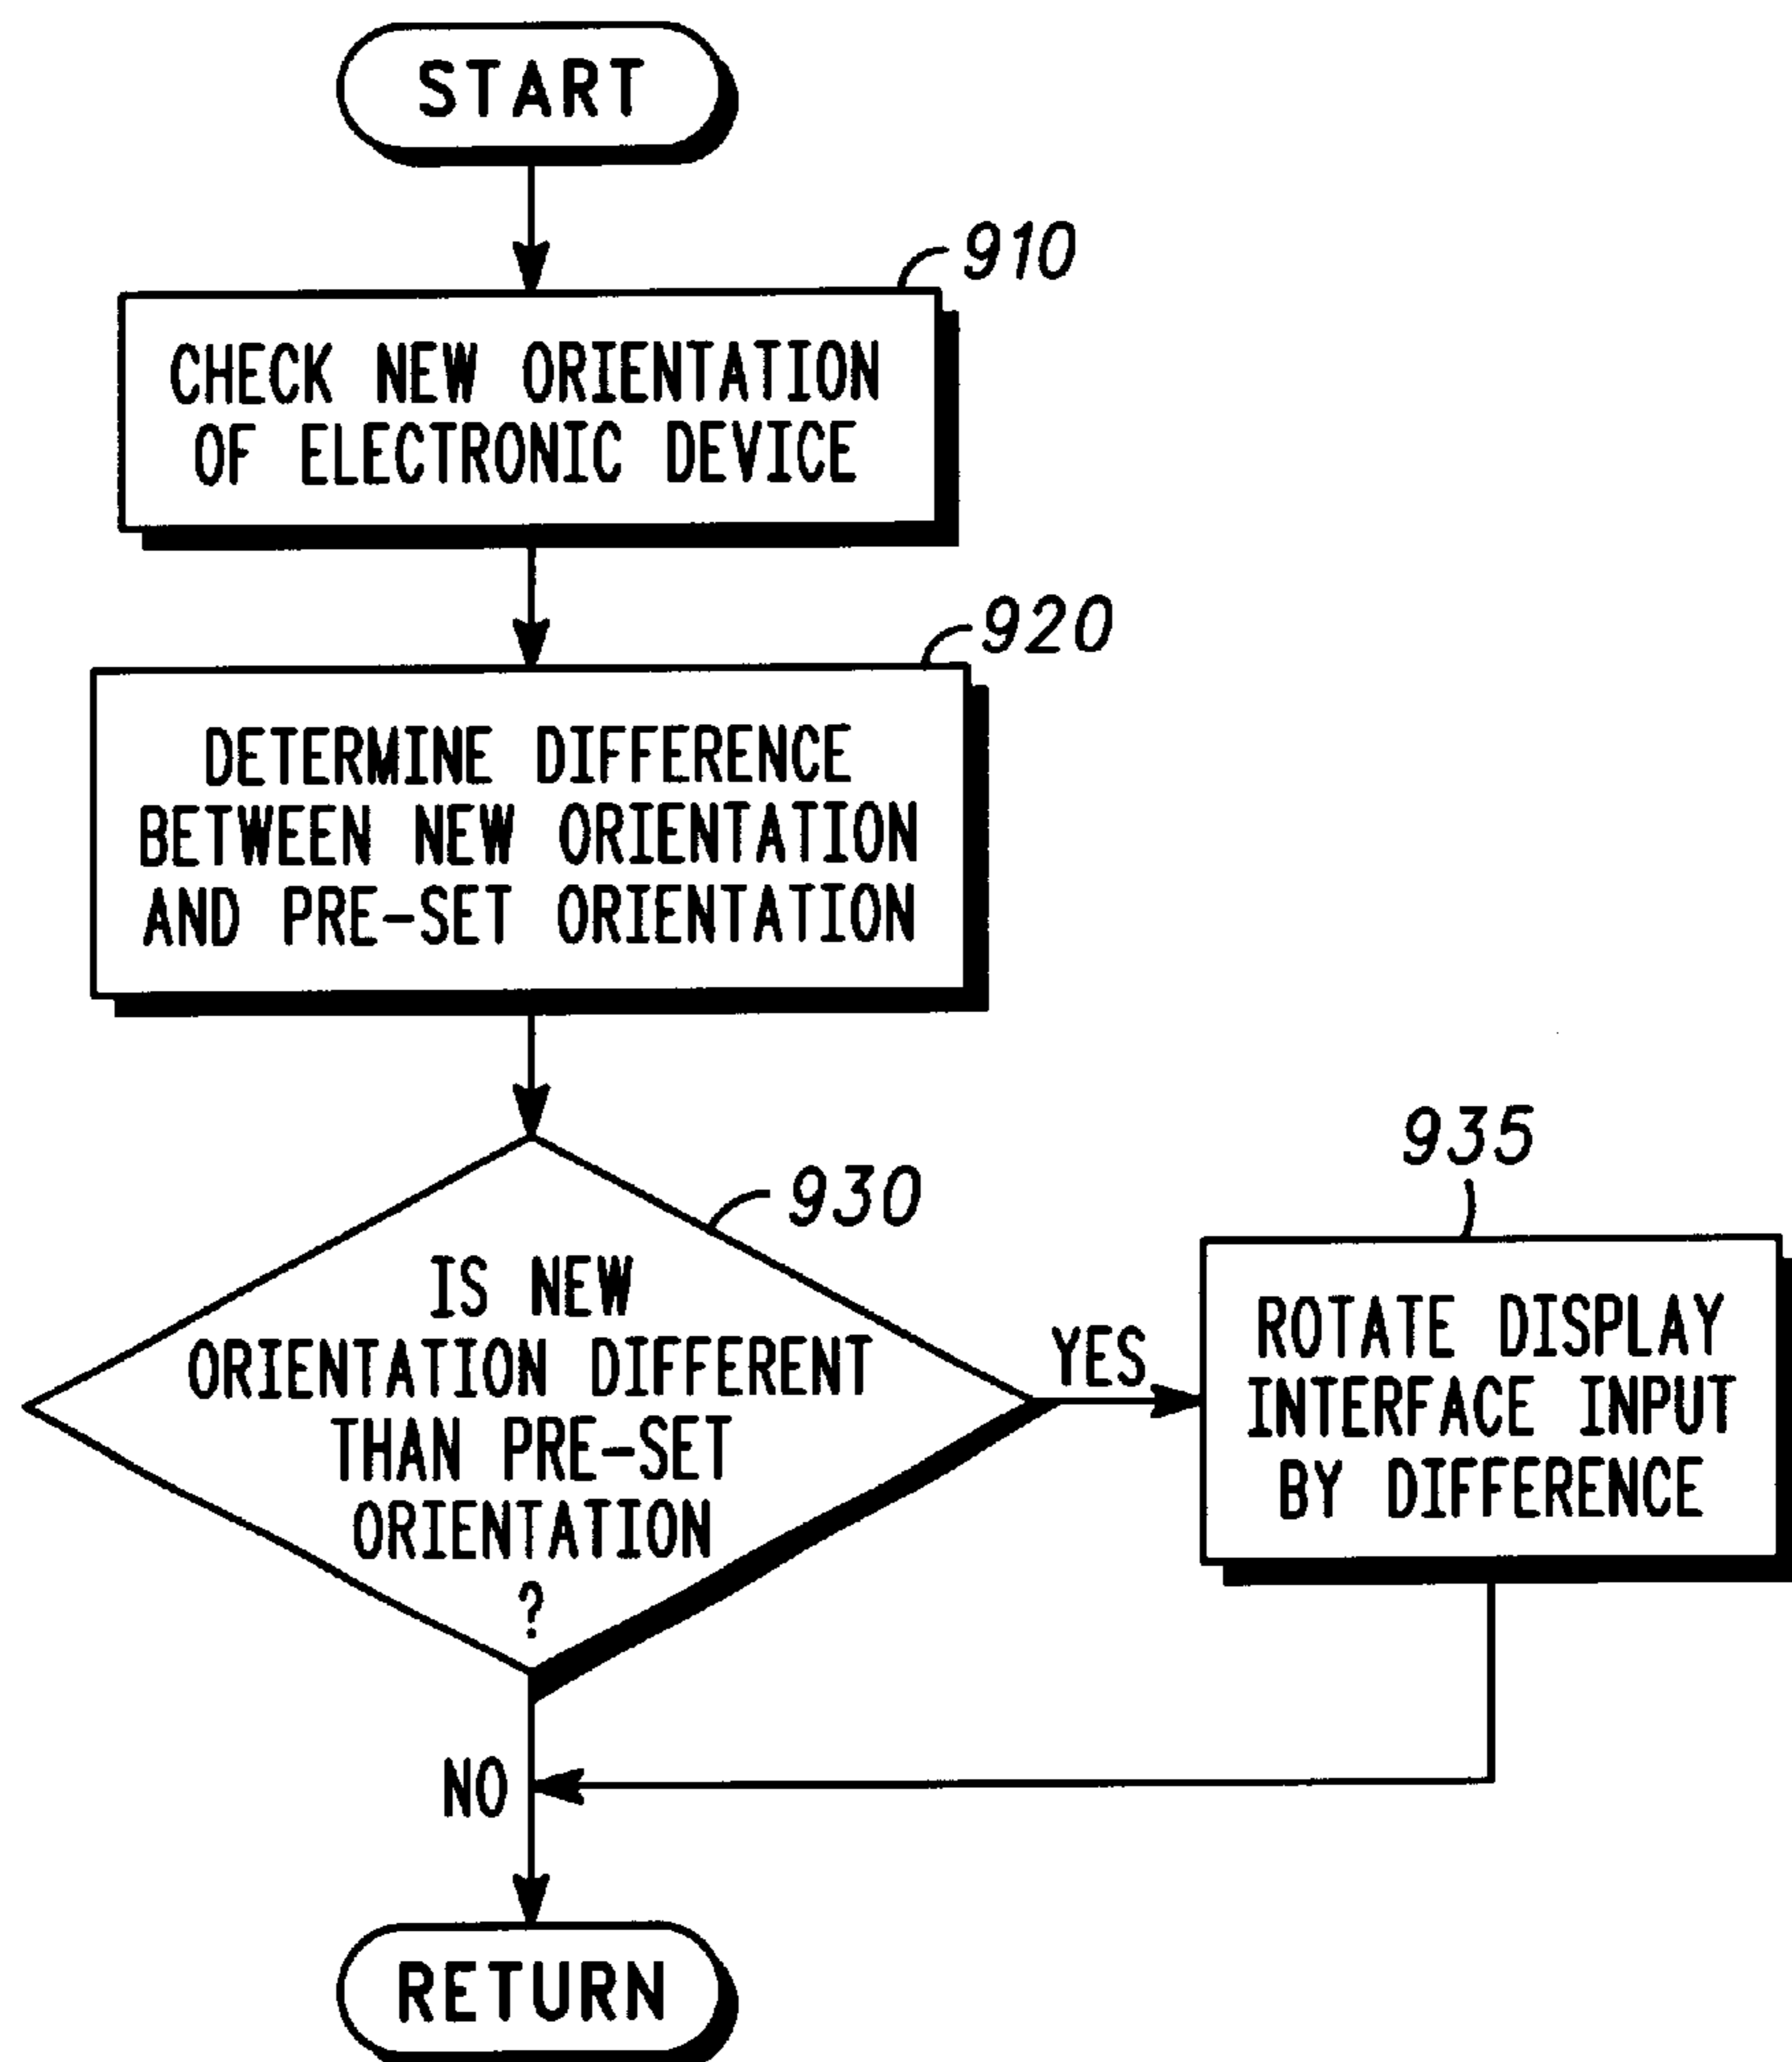 START
910
CHECK NEW ORIENTATION
OF ELECTRONIC DEVICE
920
DETERMINE DIFFERENCE
BETWEEN NEW ORIENTATION
AND PRE-SET ORIENTATION
930
IS NEW
ORIENTATION DIFFERENT
THAN PRE-SET
ORIENTATION
?
YES
935
ROTATE DISPLAY
INTERFACE INPUT
BY DIFFERENCE
NO
RETURN